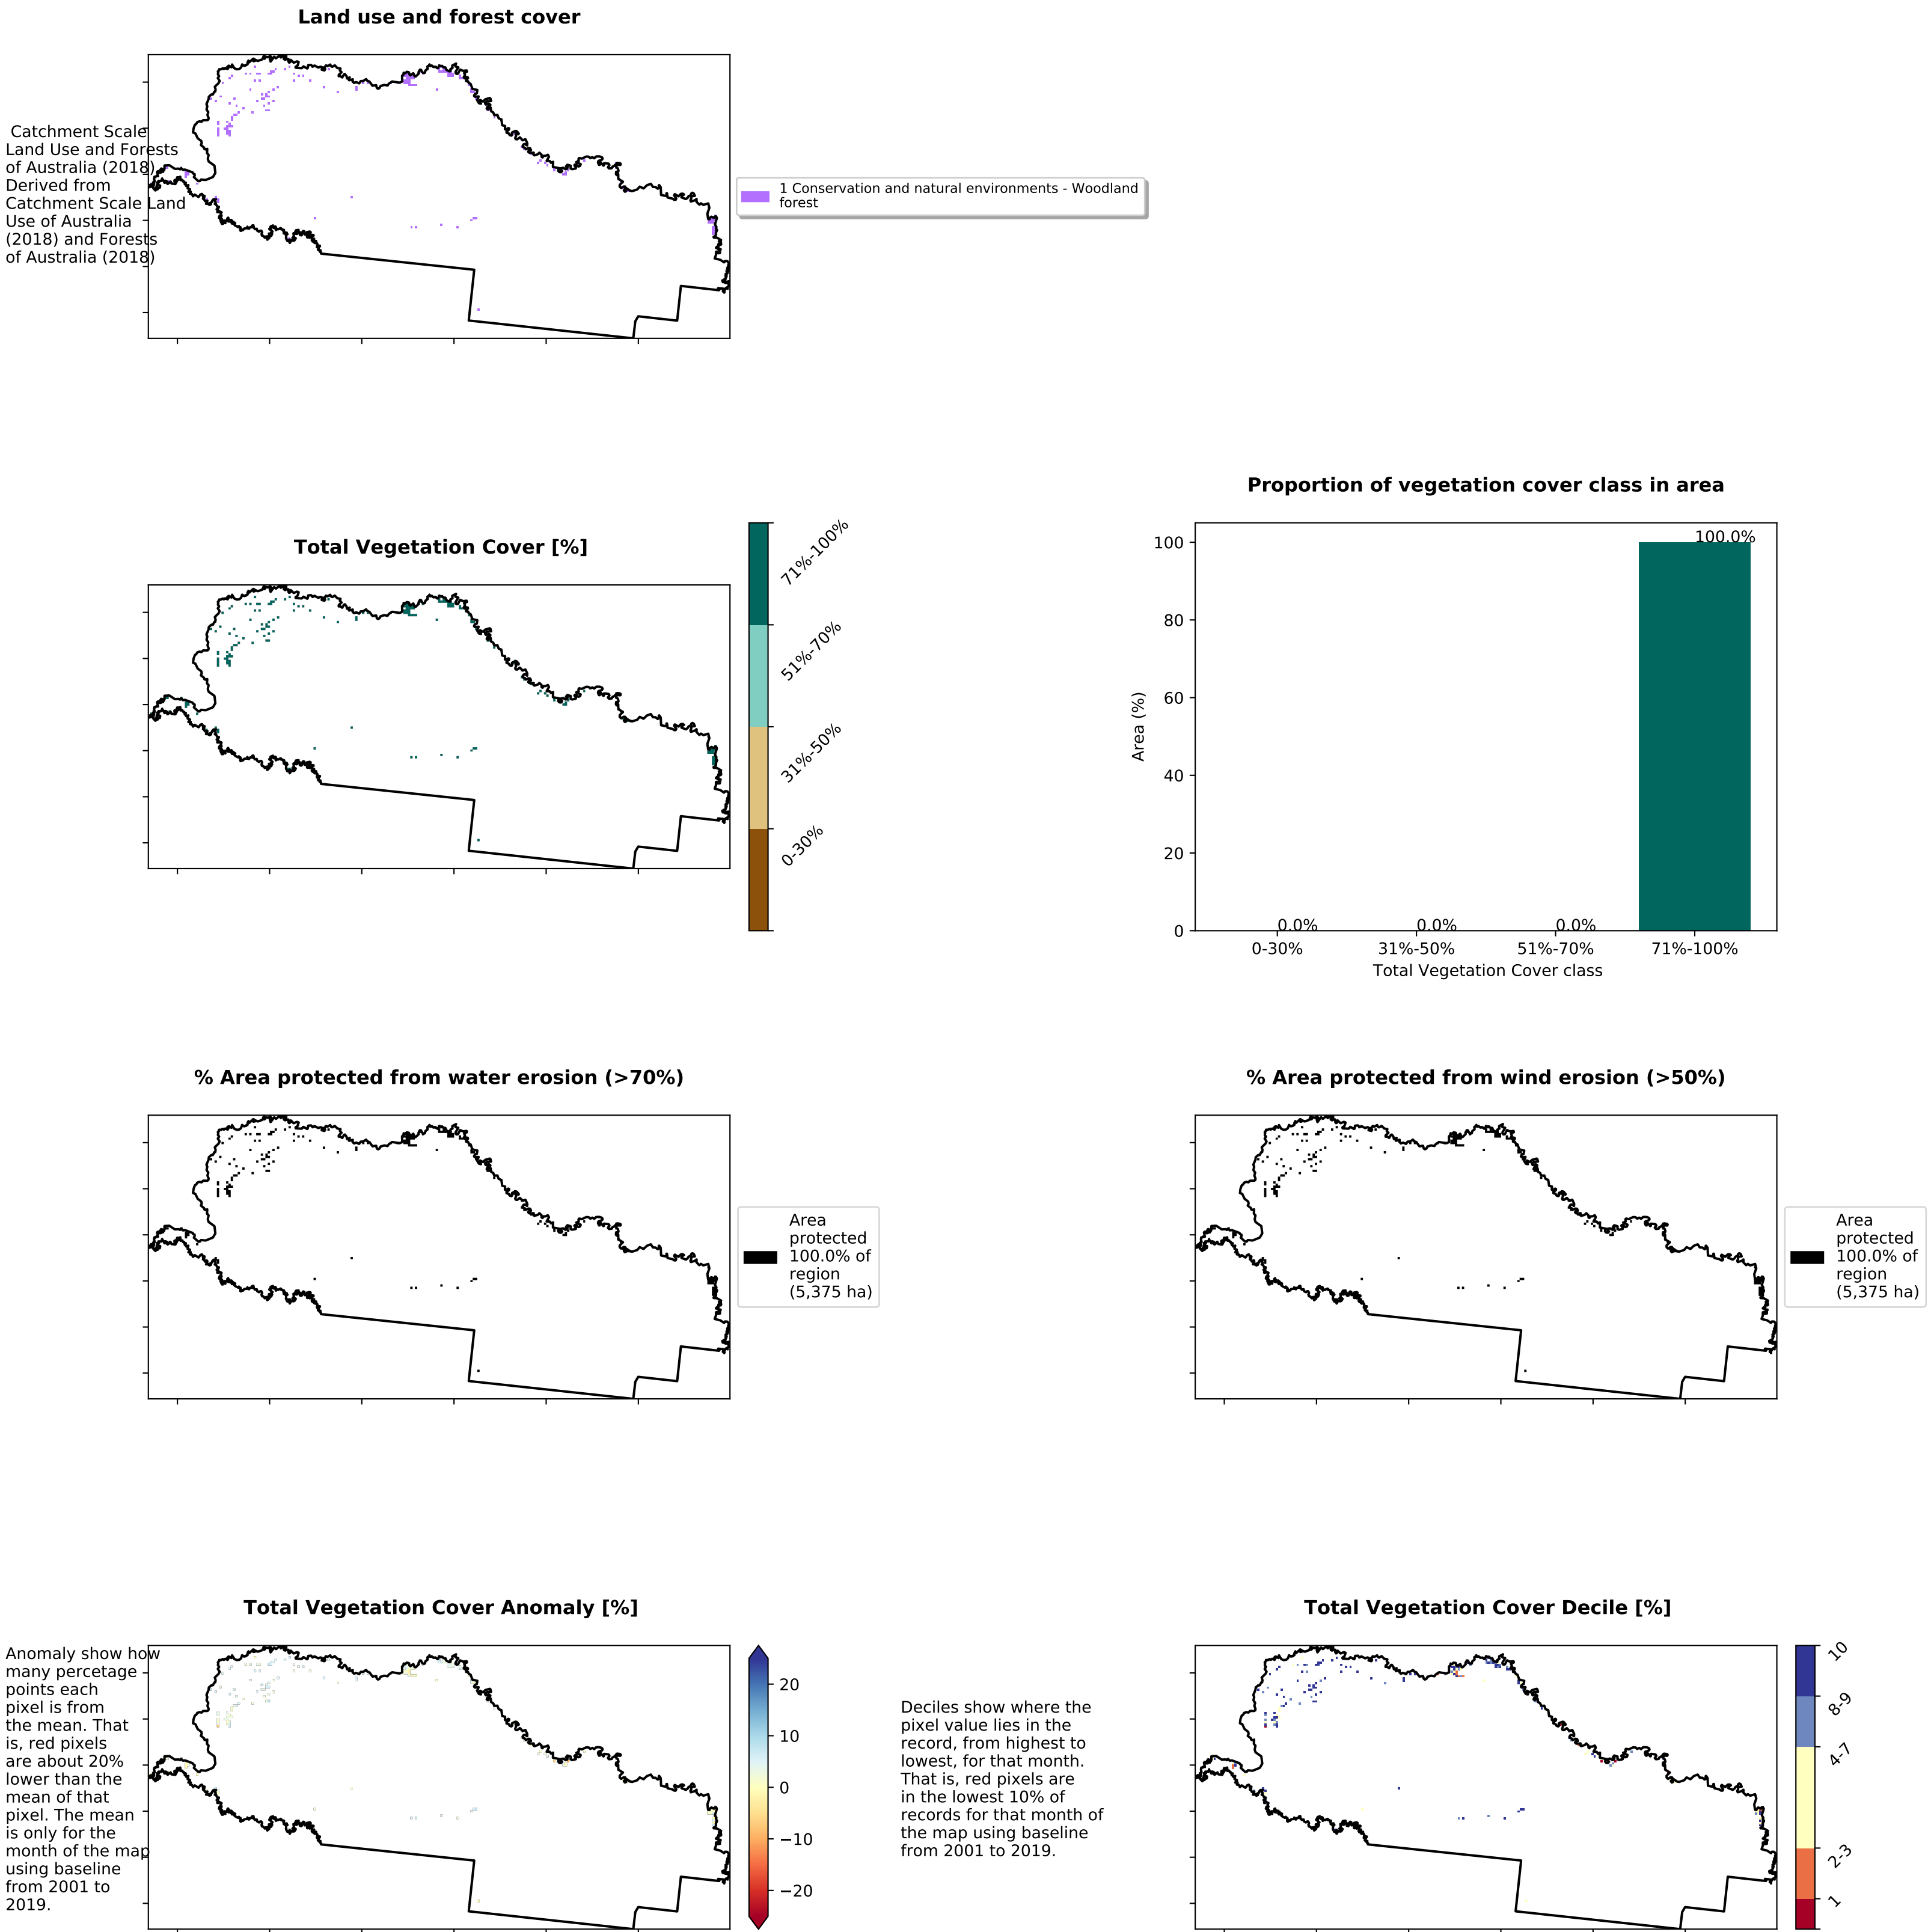 Land use and forest cover
Catchment Scale
Land Use and Forests
of Australia (2018)
Derived from
Catchment Scale Land
Use of Australia
(2018) and Forests
of Australia (2018)
1 Conservation and natural environments - Woodland
forest
Total Vegetation Cover [%]
71%-100%
51%-70%
31%-50%
0-30%
Proportion of vegetation cover class in area
Area (%)
100
80
60
40
20
0
0.0%
0.0%
0.0%
100.0%
0-30%
31%-50%
51%-70%
71%-100%
Total Vegetation Cover class
% Area protected from water erosion (>70%)
Area
protected
100.0% of
region
(5,375 ha)
% Area protected from wind erosion (>50%)
Area
protected
100.0% of
region
(5,375 ha)
Total Vegetation Cover Anomaly [%]
Anomaly show how
many percetage
points each
pixel is from
the mean. That
is, red pixels
are about 20%
lower than the
mean of that
pixel. The mean
is only for the
month of the map
using baseline
from 2001 to
2019.
20
10
0
−10
−20
Total Vegetation Cover Decile [%]
Deciles show where the
pixel value lies in the
record, from highest to
lowest, for that month.
That is, red pixels are
in the lowest 10% of
records for that month of
the map using baseline
from 2001 to 2019.
10
8-9
4-7
2-3
1